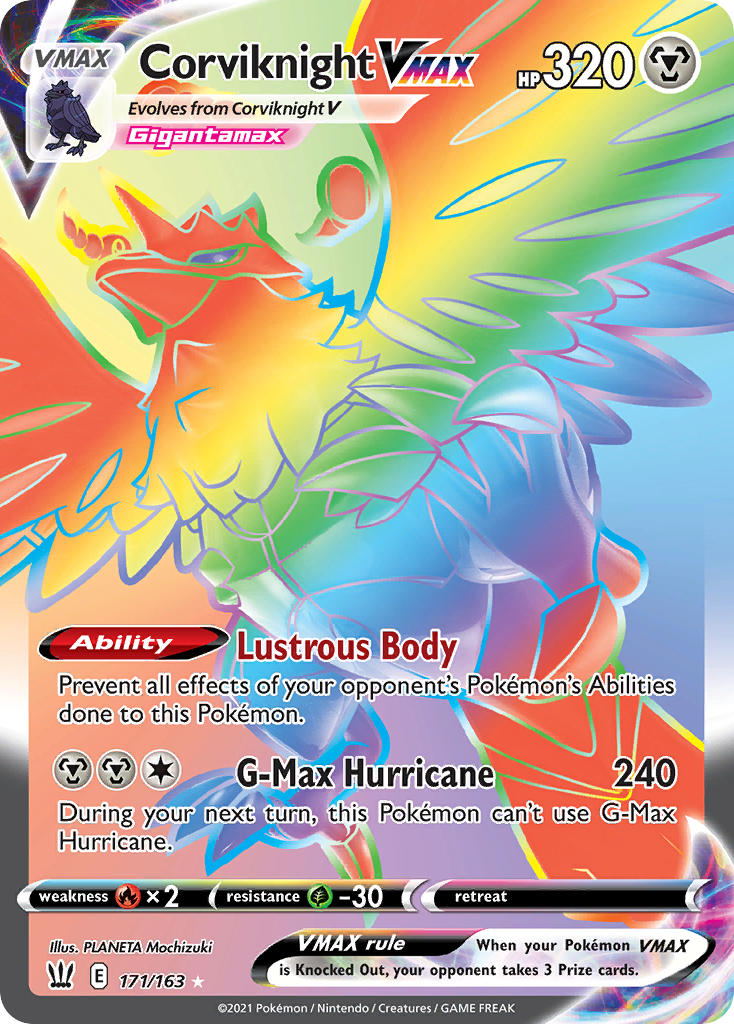 VMAX
Corviknight VMAX
HP 320
Evolves from Corviknight V
Gigantamax
Ability Lustrous Body
Prevent all effects of your opponent's Pokémon's Abilities
done to this Pokémon.
G-Max Hurricane 240
During your next turn, this Pokémon can't use G-Max
Hurricane.
weakness ×2 resistance -30 retreat
Illus. PLANETA Mochizuki
VMAX rule When your Pokémon VMAX
is Knocked Out, your opponent takes 3 Prize cards.
E 171/163 ★
©2021 Pokémon / Nintendo / Creatures / GAME FREAK